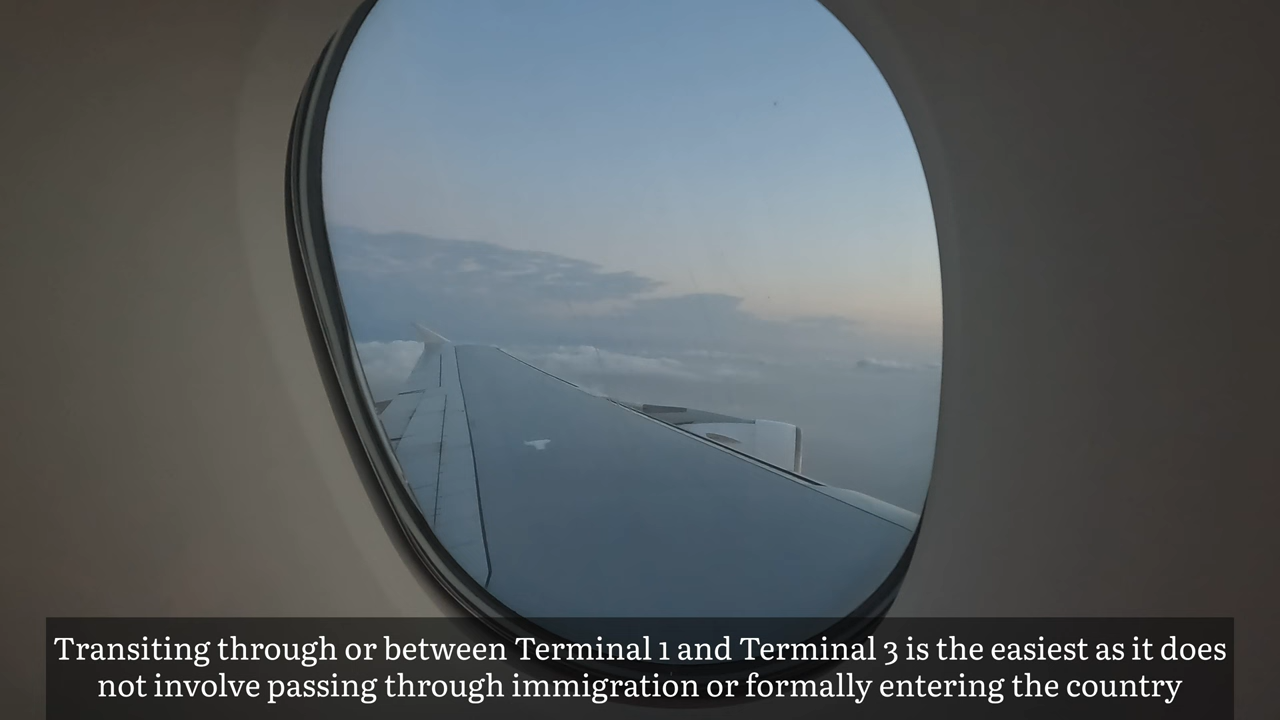 Transiting through or between Terminal 1 and Terminal 3 is the easiest as it does
not involve passing through immigration or formally entering the country